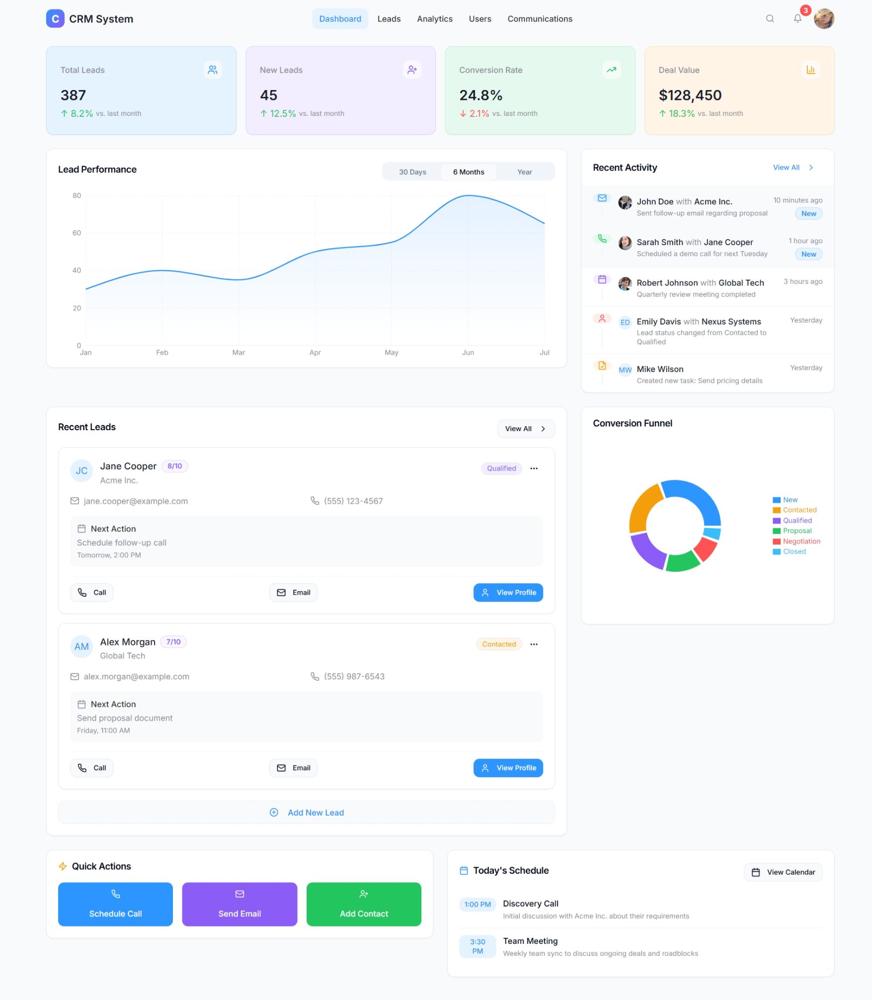 C CRM System
Dashboard Leads Analytics Users Communications
3
Total Leads
387
↑ 8.2% vs. last month
New Leads
45
↑ 12.5% vs. last month
Conversion Rate
24.8%
↓ 2.1% vs. last month
Deal Value
$128,450
↑ 18.3% vs. last month
Lead Performance
30 Days 6 Months Year
80
60
40
20
0
Jan Feb Mar Apr May Jun Jul
Recent Activity
View All
John Doe with Acme Inc.
Sent follow-up email regarding proposal
10 minutes ago
New
Sarah Smith with Jane Cooper
Scheduled a demo call for next Tuesday
1 hour ago
New
Robert Johnson with Global Tech
Quarterly review meeting completed
3 hours ago
ED
Emily Davis with Nexus Systems
Lead status changed from Contacted to
Qualified
Yesterday
MW
Mike Wilson
Created new task: Send pricing details
Yesterday
Recent Leads
View All
JC
Jane Cooper 8/10
Acme Inc.
Qualified
jane.cooper@example.com
(555) 123-4567
Next Action
Schedule follow-up call
Tomorrow, 2:00 PM
Call
Email
View Profile
AM
Alex Morgan 7/10
Global Tech
Contacted
alex.morgan@example.com
(555) 987-6543
Next Action
Send proposal document
Friday, 11:00 AM
Call
Email
View Profile
Add New Lead
Conversion Funnel
New
Contacted
Qualified
Proposal
Negotiation
Closed
Quick Actions
Schedule Call
Send Email
Add Contact
Today's Schedule
View Calendar
1:00 PM
Discovery Call
Initial discussion with Acme Inc. about their requirements
3:30
PM
Team Meeting
Weekly team sync to discuss ongoing deals and roadblocks